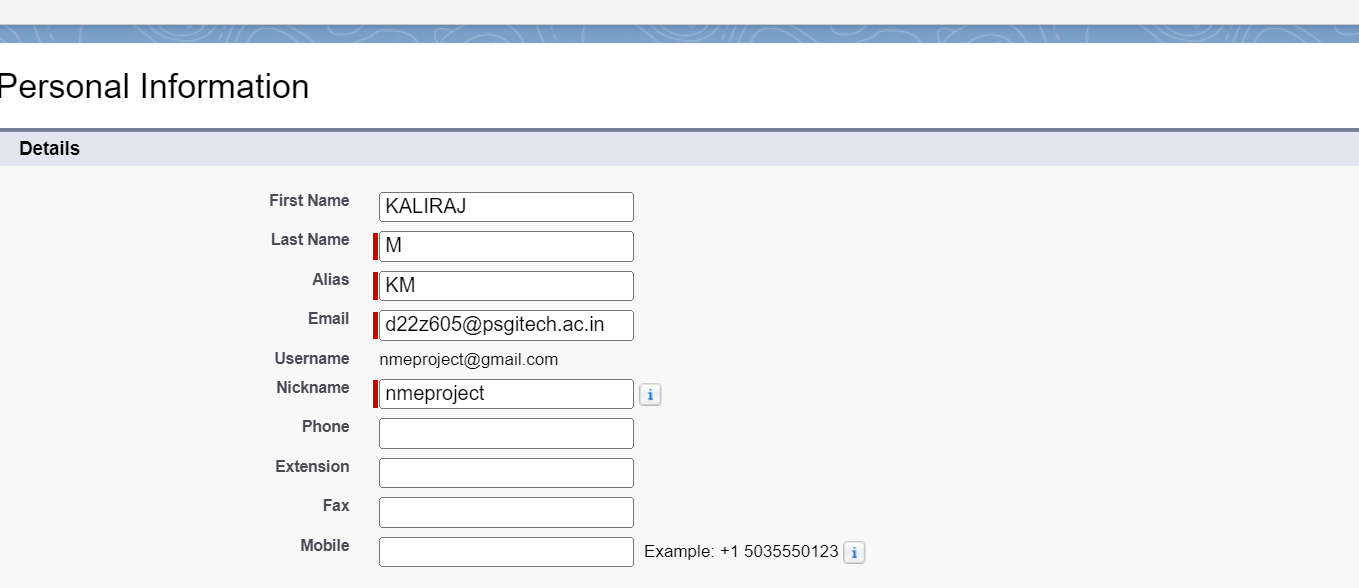 Personal Information
Details
First Name KALIRAJ
Last Name M
Alias KM
Email d22z605@psgitech.ac.in
Username nmeproject@gmail.com
Nickname nmeproject i
Phone
Extension
Fax
Mobile Example: +1 5035550123 i